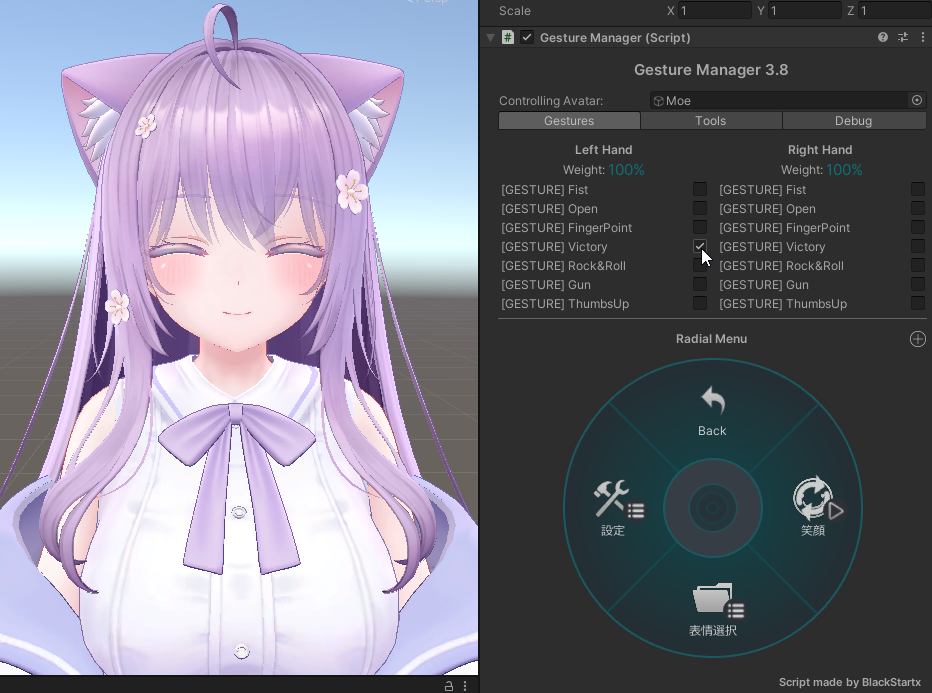 Persp
Scale X 1 Y 1 Z 1
# Gesture Manager (Script)
Gesture Manager 3.8
Controlling Avatar: Moe
Gestures Tools Debug
Left Hand Right Hand
Weight: 100% Weight: 100%
[GESTURE] Fist [GESTURE] Fist
[GESTURE] Open [GESTURE] Open
[GESTURE] FingerPoint [GESTURE] FingerPoint
[GESTURE] Victory [GESTURE] Victory
[GESTURE] Rock&Roll [GESTURE] Rock&Roll
[GESTURE] Gun [GESTURE] Gun
[GESTURE] ThumbsUp [GESTURE] ThumbsUp
Radial Menu
Back
設定 笑顔
表情選択
Script made by BlackStartx